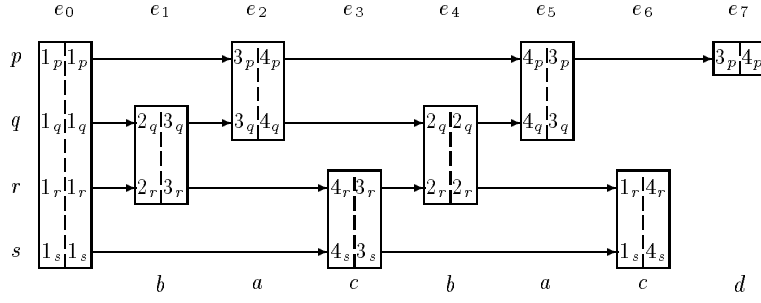 e0 e1 e2 e3 e4 e5 e6 e7
p 1p 1p 3p 4p 4p 3p 3p 4p
q 1q 1q 2q 3q 3q 4q 2q 2q 4q 3q
r 1r 1r 2r 3r 4r 3r 2r 2r 1r 4r
s 1s 1s 4s 3s 1s 4s
b a c b a c d